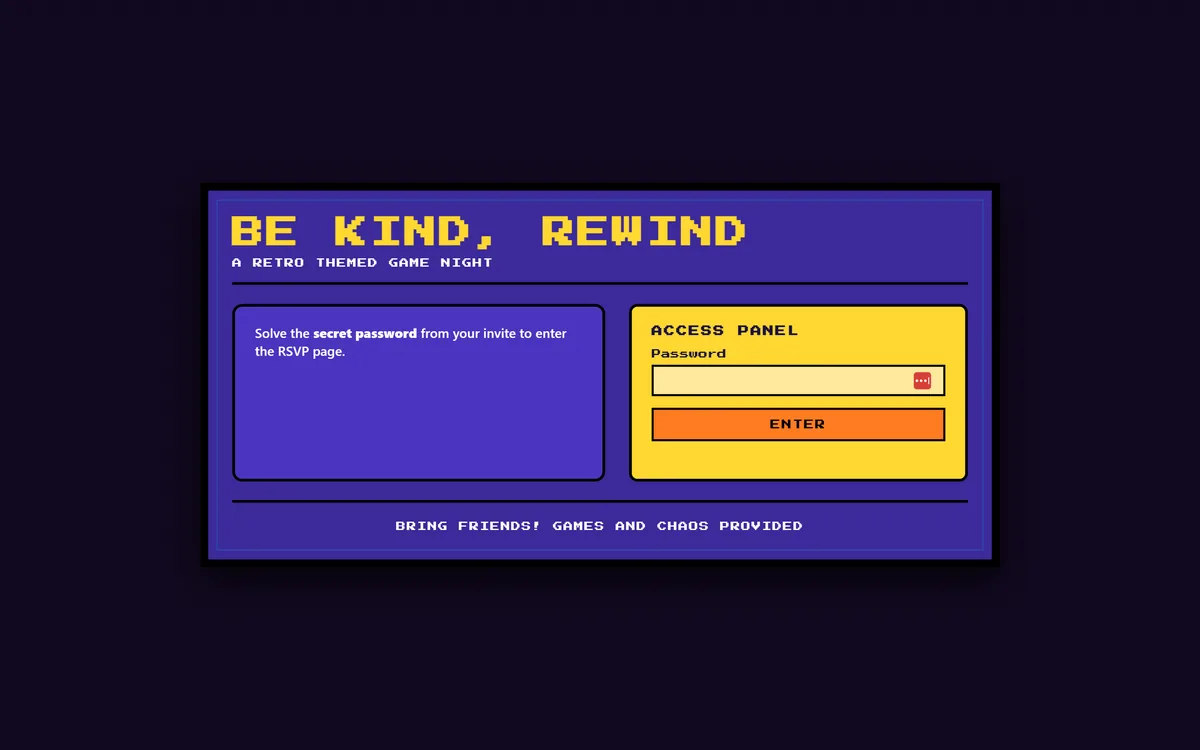 BE KIND, REWIND
A RETRO THEMED GAME NIGHT
Solve the secret password from your invite to enter
the RSVP page.
ACCESS PANEL
Password
ENTER
BRING FRIENDS! GAMES AND CHAOS PROVIDED